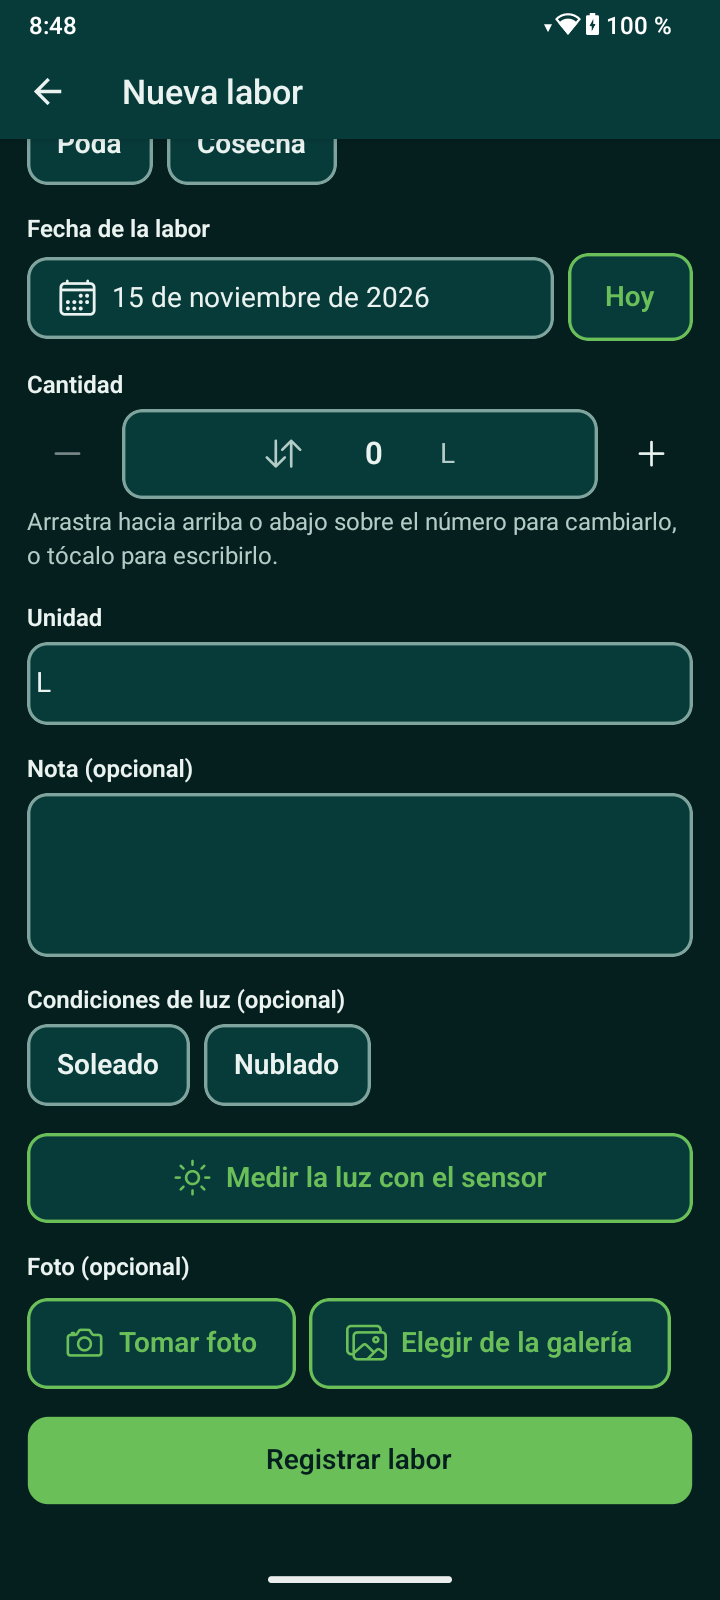 8:48
100 %
Nueva labor
Poda
Cosecha
Fecha de la labor
15 de noviembre de 2026
Hoy
Cantidad
0 L
Arrastra hacia arriba o abajo sobre el número para cambiarlo,
o tócalo para escribirlo.
Unidad
L
Nota (opcional)
Condiciones de luz (opcional)
Soleado
Nublado
Medir la luz con el sensor
Foto (opcional)
Tomar foto
Elegir de la galería
Registrar labor